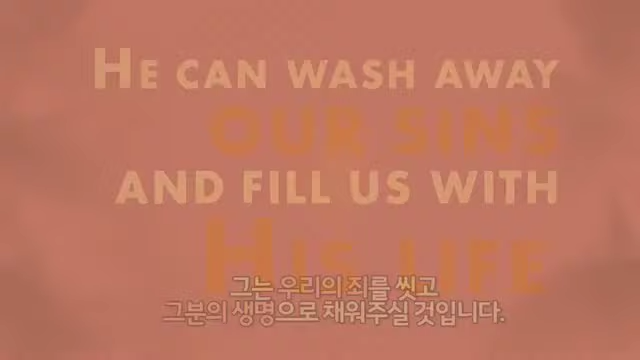 HE CAN WASH AWAY
OUR SINS
AND FILL US WITH
HIS LIFE
그는 우리의 죄를 씻고
그분의 생명으로 채워주실 것입니다.